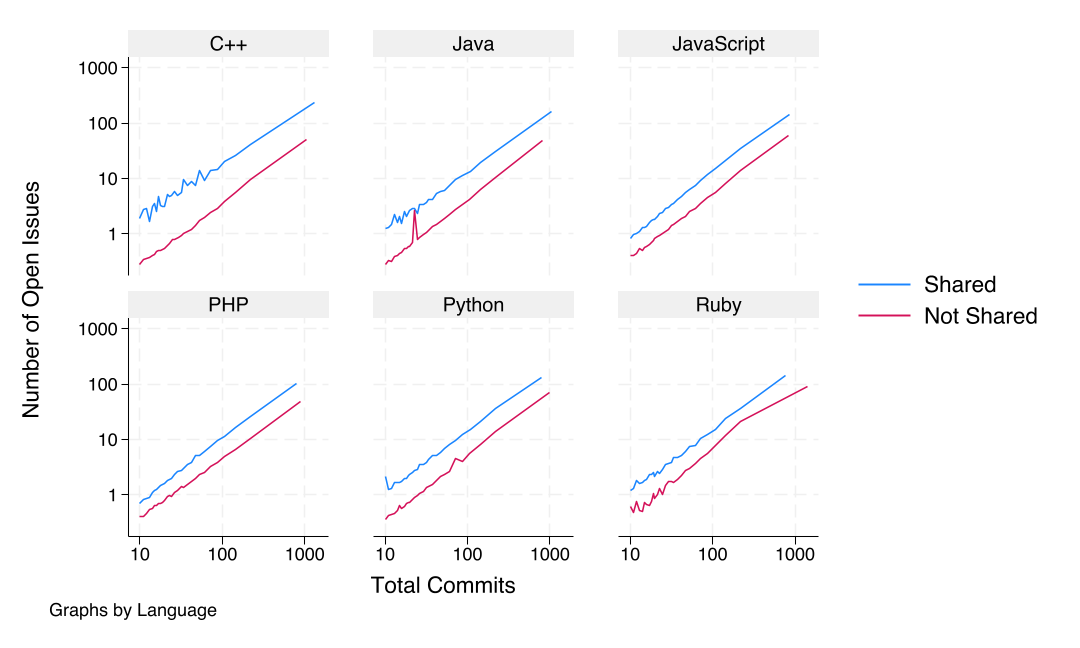 C++ Java JavaScript
1000
100
10
1
PHP Python Ruby
1000
100
10
1
10 100 1000 10 100 1000 10 100 1000
Number of Open Issues
Total Commits
Shared
Not Shared
Graphs by Language